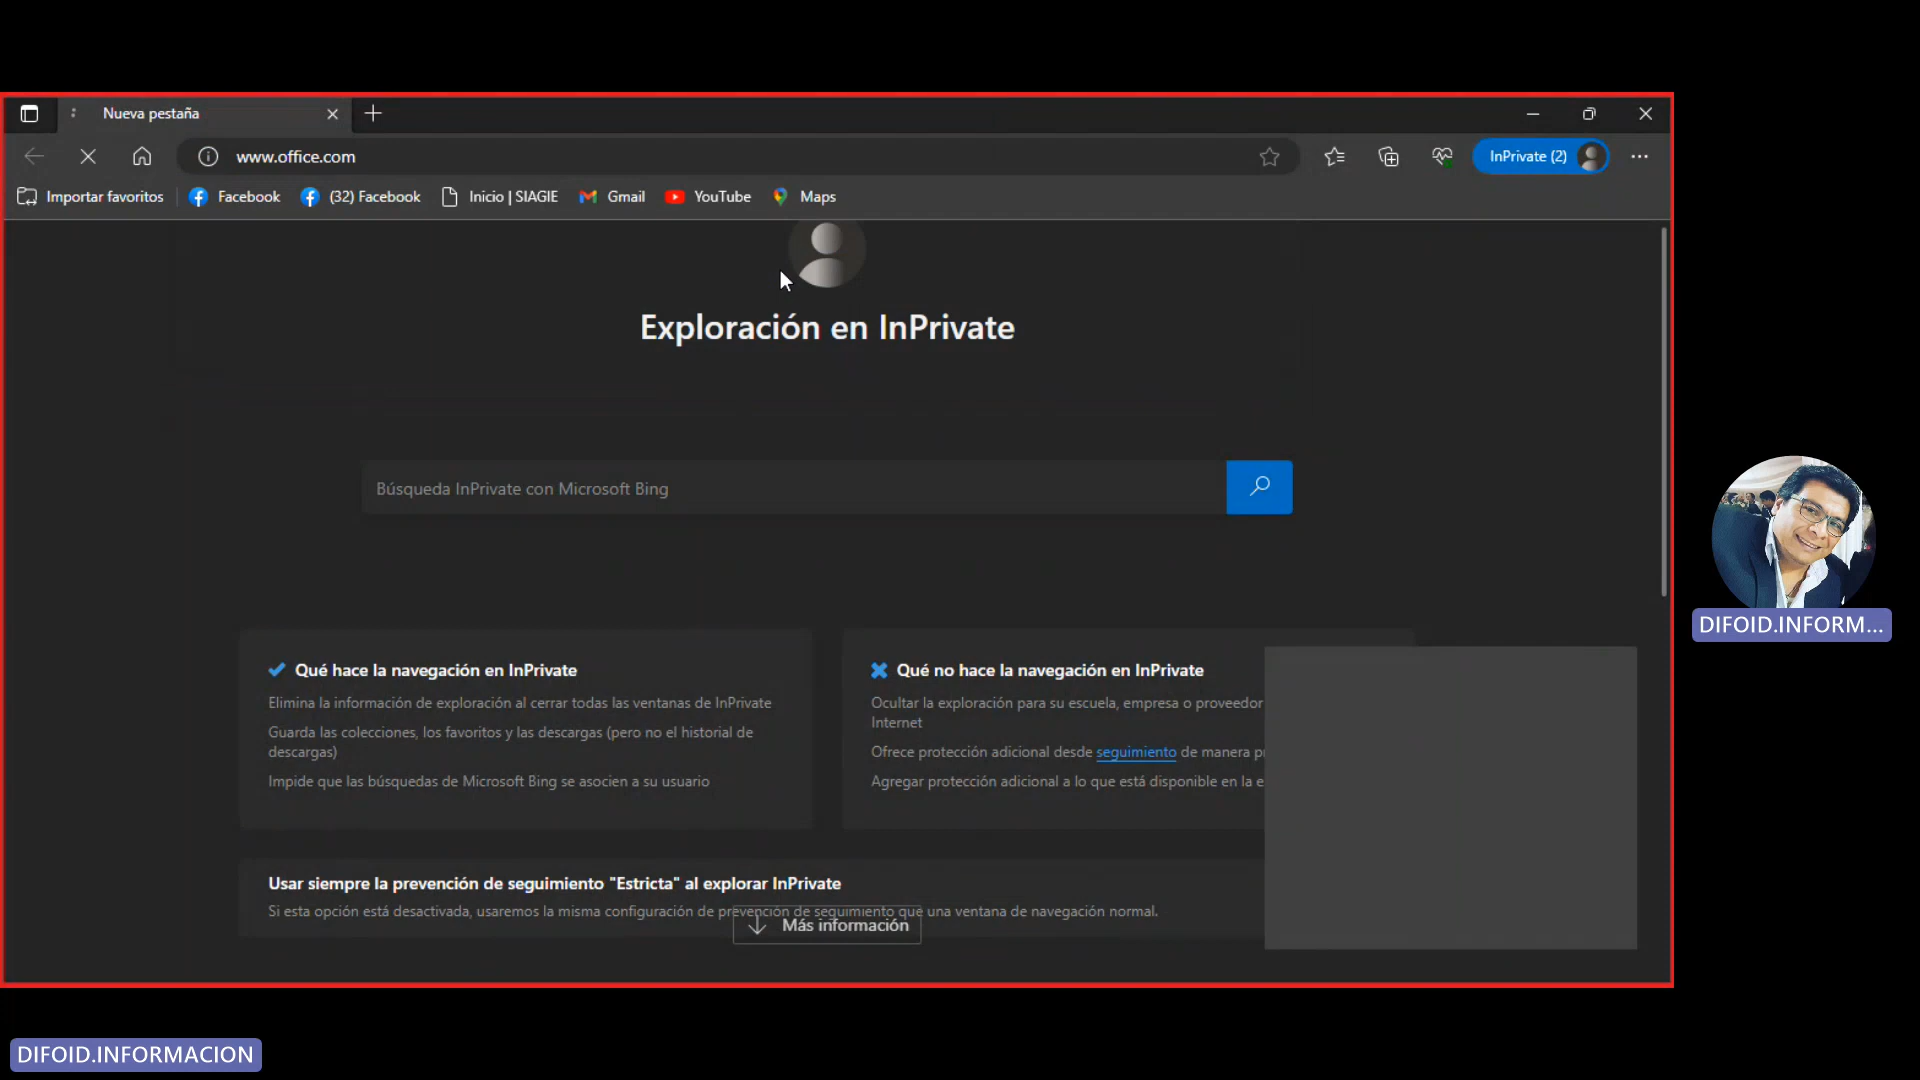 Nueva pestaña
www.office.com
InPrivate (2)
Importar favoritos
Facebook
(32) Facebook
Inicio | SIAGIE
Gmail
YouTube
Maps
Exploración en InPrivate
Búsqueda InPrivate con Microsoft Bing
Qué hace la navegación en InPrivate
Elimina la información de exploración al cerrar todas las ventanas de InPrivate
Guarda las colecciones, los favoritos y las descargas (pero no el historial de
descargas)
Impide que las búsquedas de Microsoft Bing se asocien a su usuario
Qué no hace la navegación en InPrivate
Ocultar la exploración para su escuela, empresa o proveedor
Internet
Ofrece protección adicional desde seguimiento de manera
Agregar protección adicional a lo que está disponible en la
Usar siempre la prevención de seguimiento "Estricta" al explorar InPrivate
Si esta opción está desactivada, usaremos la misma configuración de prevención de seguimiento que una ventana de navegación normal.
Más información
DIFOID.INFORM...
DIFOID.INFORMACION